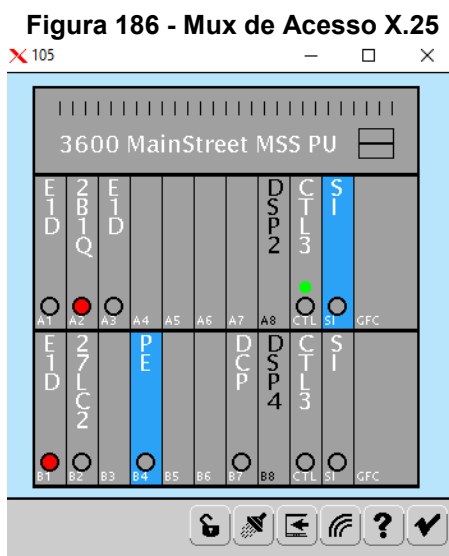 Figura 186 - Mux de Acesso X.25
105
3600 MainStreet MSS PU
E1D 2B1Q E1D DSP2 CTL3 SI
A1 A2 A3 A4 A5 A6 A7 A8 CTL SI GFC
E1D 27LC2 PE DCP DSP4 CTL3 SI
B1 B2 B3 B4 B5 B6 B7 B8 CTL SI GFC
?